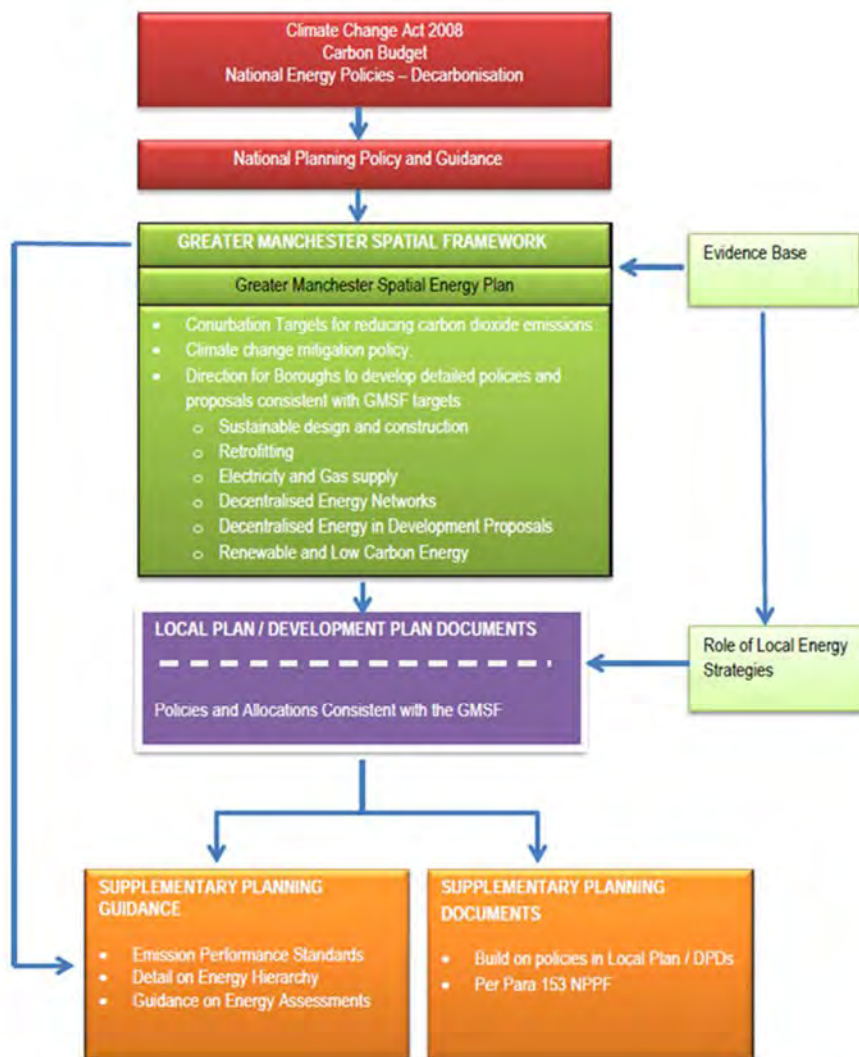 Climate Change Act 2008
Carbon Budget
National Energy Policies – Decarbonisation
National Planning Policy and Guidance
GREATER MANCHESTER SPATIAL FRAMEWORK
Greater Manchester Spatial Energy Plan
• Conurbation Targets for reducing carbon dioxide emissions
• Climate change mitigation policy.
• Direction for Boroughs to develop detailed policies and
proposals consistent with GMSF targets
o Sustainable design and construction
o Retrofitting
o Electricity and Gas supply
o Decentralised Energy Networks
o Decentralised Energy in Development Proposals
o Renewable and Low Carbon Energy
Evidence Base
LOCAL PLAN / DEVELOPMENT PLAN DOCUMENTS
Policies and Allocations Consistent with the GMSF
Role of Local Energy
Strategies
SUPPLEMENTARY PLANNING
GUIDANCE
• Emission Performance Standards
• Detail on Energy Hierarchy
• Guidance on Energy Assessments
SUPPLEMENTARY PLANNING
DOCUMENTS
• Build on policies in Local Plan / DPDs
• Per Para 153 NPPF